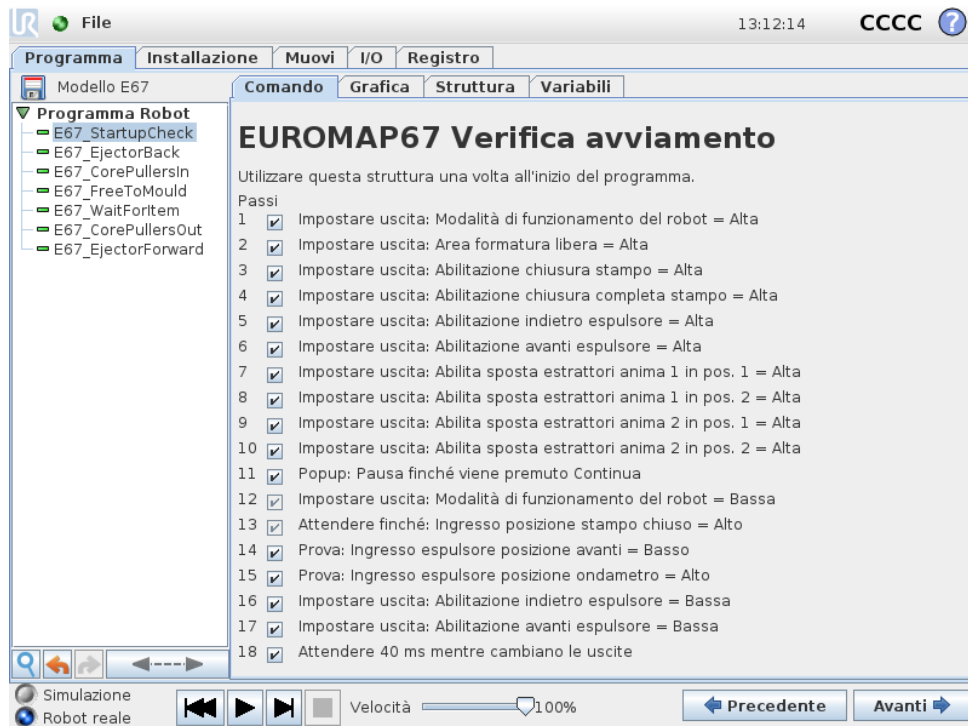 UR File 13:12:14 CCCC ?
Programma Installazione Muovi I/O Registro
Modello E67
Comando Grafica Struttura Variabili
Programma Robot
E67_StartupCheck
E67_EjectorBack
E67_CorePullersIn
E67_FreeToMould
E67_WaitForItem
E67_CorePullersOut
E67_EjectorForward
EUROMAP67 Verifica avviamento
Utilizzare questa struttura una volta all'inizio del programma.
Passi
1 Impostare uscita: Modalità di funzionamento del robot = Alta
2 Impostare uscita: Area formatura libera = Alta
3 Impostare uscita: Abilitazione chiusura stampo = Alta
4 Impostare uscita: Abilitazione chiusura completa stampo = Alta
5 Impostare uscita: Abilitazione indietro espulsore = Alta
6 Impostare uscita: Abilitazione avanti espulsore = Alta
7 Impostare uscita: Abilita sposta estrattori anima 1 in pos. 1 = Alta
8 Impostare uscita: Abilita sposta estrattori anima 1 in pos. 2 = Alta
9 Impostare uscita: Abilita sposta estrattori anima 2 in pos. 1 = Alta
10 Impostare uscita: Abilita sposta estrattori anima 2 in pos. 2 = Alta
11 Popup: Pausa finché viene premuto Continua
12 Impostare uscita: Modalità di funzionamento del robot = Bassa
13 Attendere finché: Ingresso posizione stampo chiuso = Alto
14 Prova: Ingresso espulsore posizione avanti = Basso
15 Prova: Ingresso espulsore posizione ondametro = Alto
16 Impostare uscita: Abilitazione indietro espulsore = Bassa
17 Impostare uscita: Abilitazione avanti espulsore = Bassa
18 Attendere 40 ms mentre cambiano le uscite
Simulazione
Robot reale
Velocità 100%
Precedente Avanti